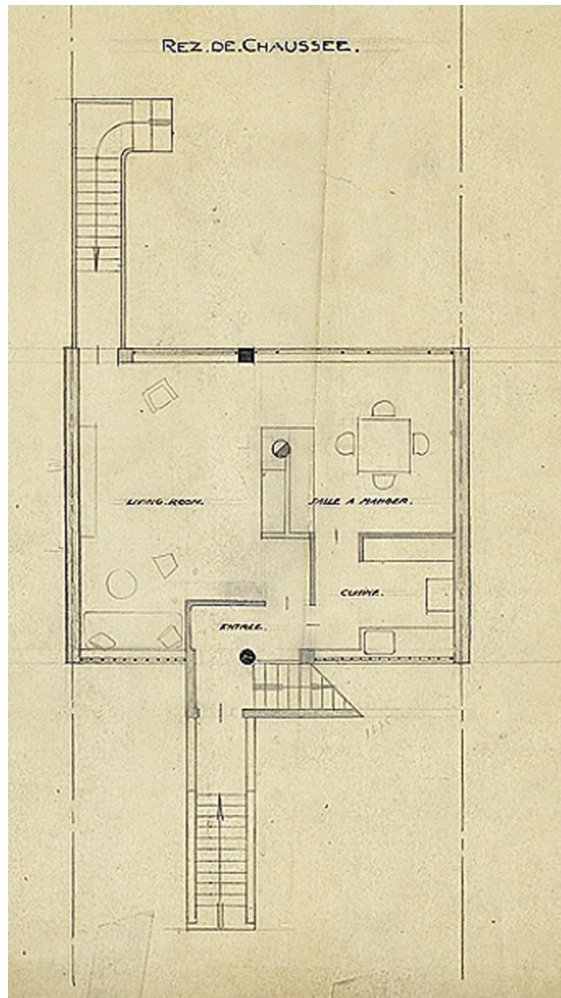 REZ.DE.CHAUSSEE.
LIVING-ROOM.
SALLE A MANGER.
CUISINE.
ENTREE.